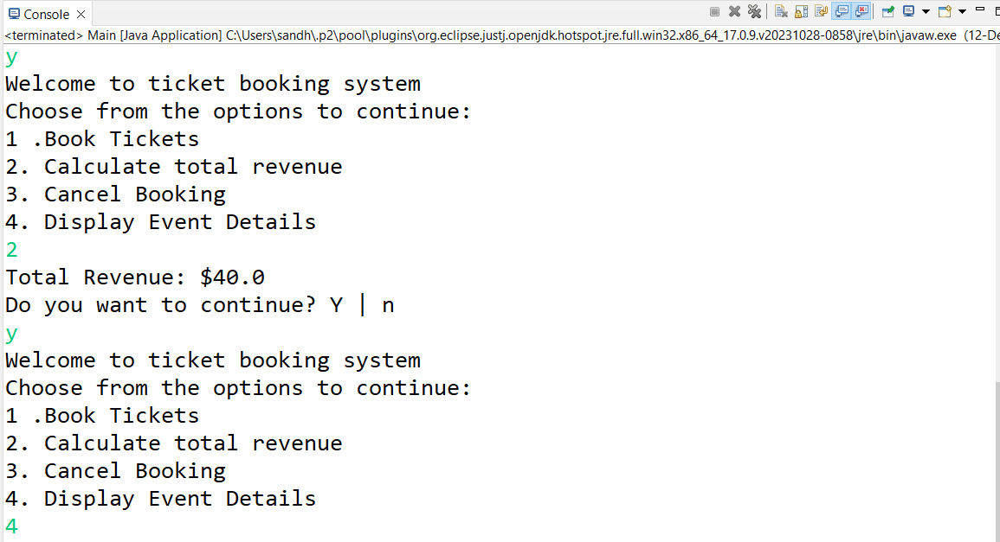 Console
<terminated> Main [Java Application] C:\Users\sandh\.p2\pool\plugins\org.eclipse.justj.openjdk.hotspot.jre.full.win32.x86_64_17.0.9.v20231028-0858\jre\bin\javaw.exe (12-De
y
Welcome to ticket booking system
Choose from the options to continue:
1 .Book Tickets
2. Calculate total revenue
3. Cancel Booking
4. Display Event Details
2
Total Revenue: $40.0
Do you want to continue? Y | n
y
Welcome to ticket booking system
Choose from the options to continue:
1 .Book Tickets
2. Calculate total revenue
3. Cancel Booking
4. Display Event Details
4